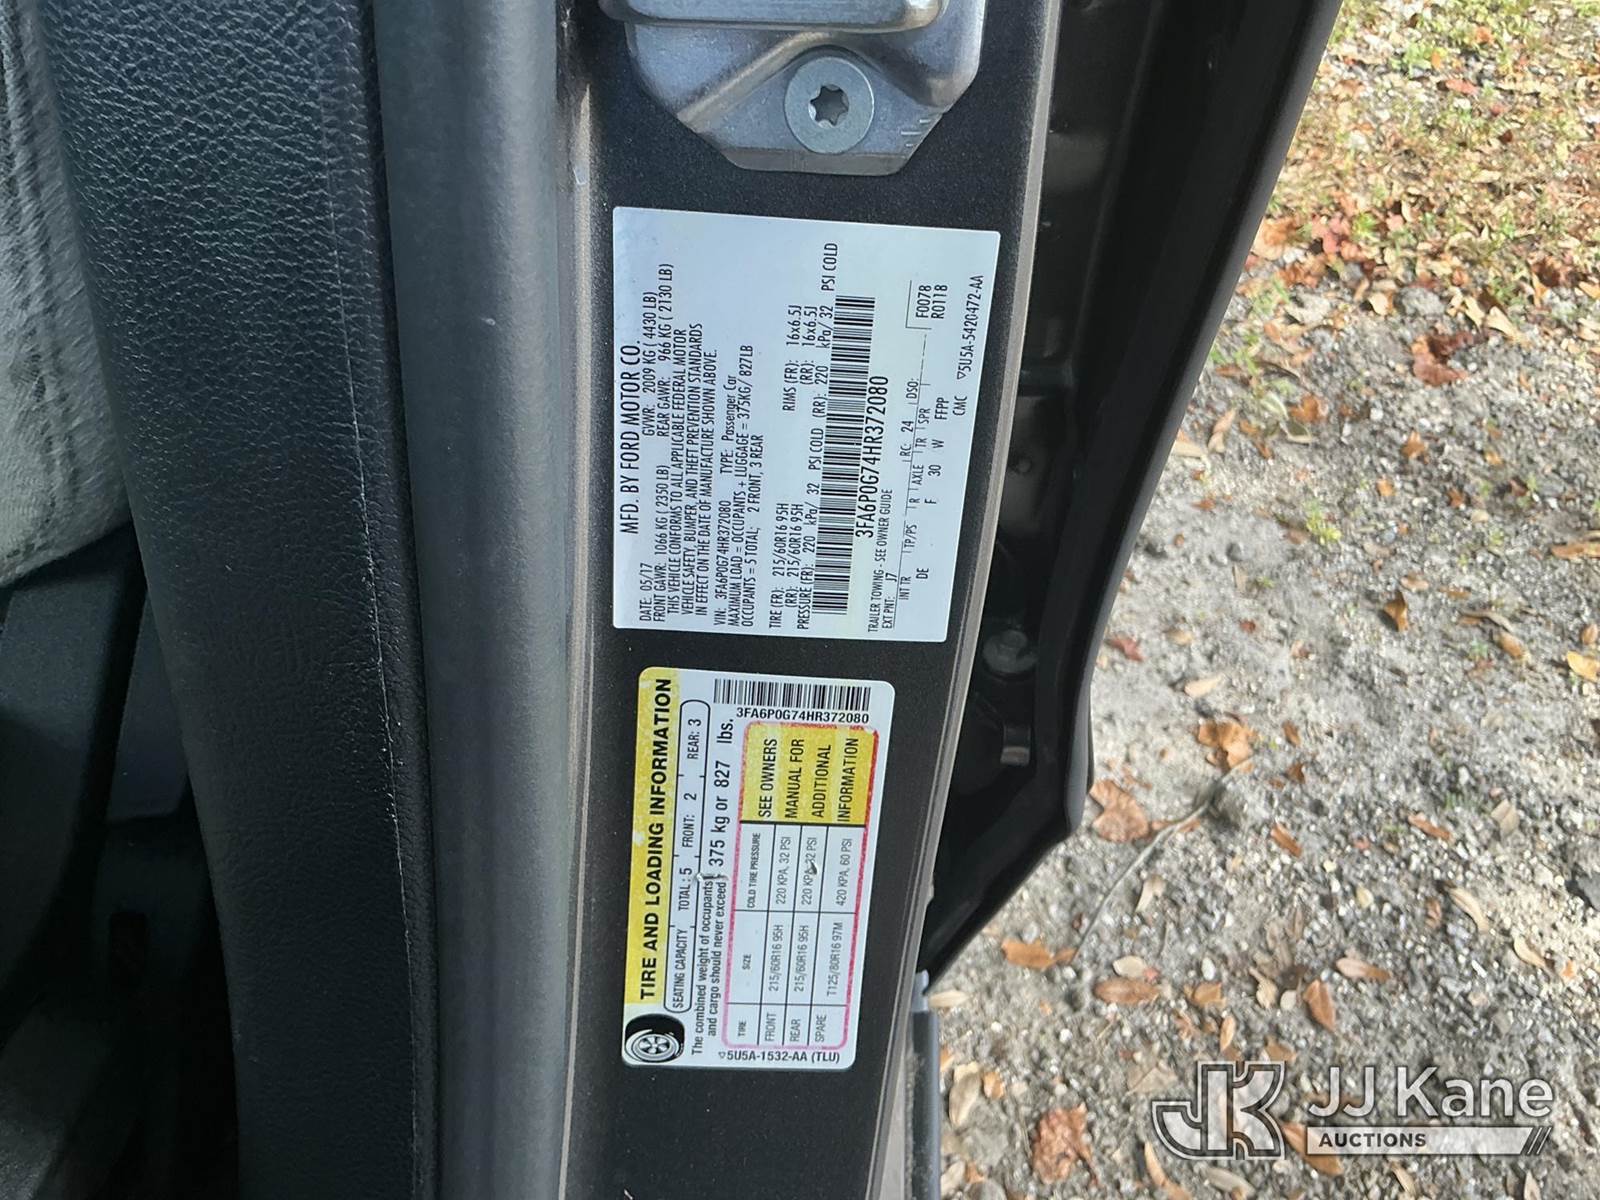 MFD. BY FORD MOTOR CO.
DATE: 05/17 GVWR: 2009 KG ( 4430 LB)
FRONT GAWR: 1066 KG (2350 LB) REAR GAWR: 966 KG ( 2130 LB)
THIS VEHICLE CONFORMS TO ALL APPLICABLE FEDERAL MOTOR
VEHICLE SAFETY, BUMPER, AND THEFT PREVENTION STANDARDS
IN EFFECT ON THE DATE OF MANUFACTURE SHOWN ABOVE.
VIN: 3FA6P0G74HR372080 TYPE: Passenger Car
MAXIMUM LOAD = OCCUPANTS + LUGGAGE = 375KG/ 827LB
OCCUPANTS = 5 TOTAL; 2 FRONT, 3 REAR
TIRE (FR): 215/60R16 95H RIMS (FR): 16x6.5J
(RR): 215/60R16 95H (RR): 16x6.5J
PRESSURE (FR): 220 kPa/ 32 PSI COLD (RR): 220 kPa/ 32 PSI COLD
3FA6P0G74HR372080
TRAILER TOWING - SEE OWNER GUIDE
EXT PNT: J7 RC: 24 DSO: F0078
INT TR TP/PS R AXLE TR SPR R0118
DE F 30 W FFPP
CMC 5U5A-5420472-AA
TIRE AND LOADING INFORMATION
SEATING CAPACITY TOTAL: 5 FRONT: 2 REAR: 3
The combined weight of occupants
and cargo should never exceed 375 kg or 827 lbs.
3FA6P0G74HR372080
TIRE SIZE COLD TIRE PRESSURE
FRONT 215/60R16 95H 220 KPA, 32 PSI
REAR 215/60R16 95H 220 KPA, 32 PSI
SPARE T125/80R16 97M 420 KPA, 60 PSI
SEE OWNERS
MANUAL FOR
ADDITIONAL
INFORMATION
5U5A-1532-AA (TLU)
JK JJ Kane
AUCTIONS